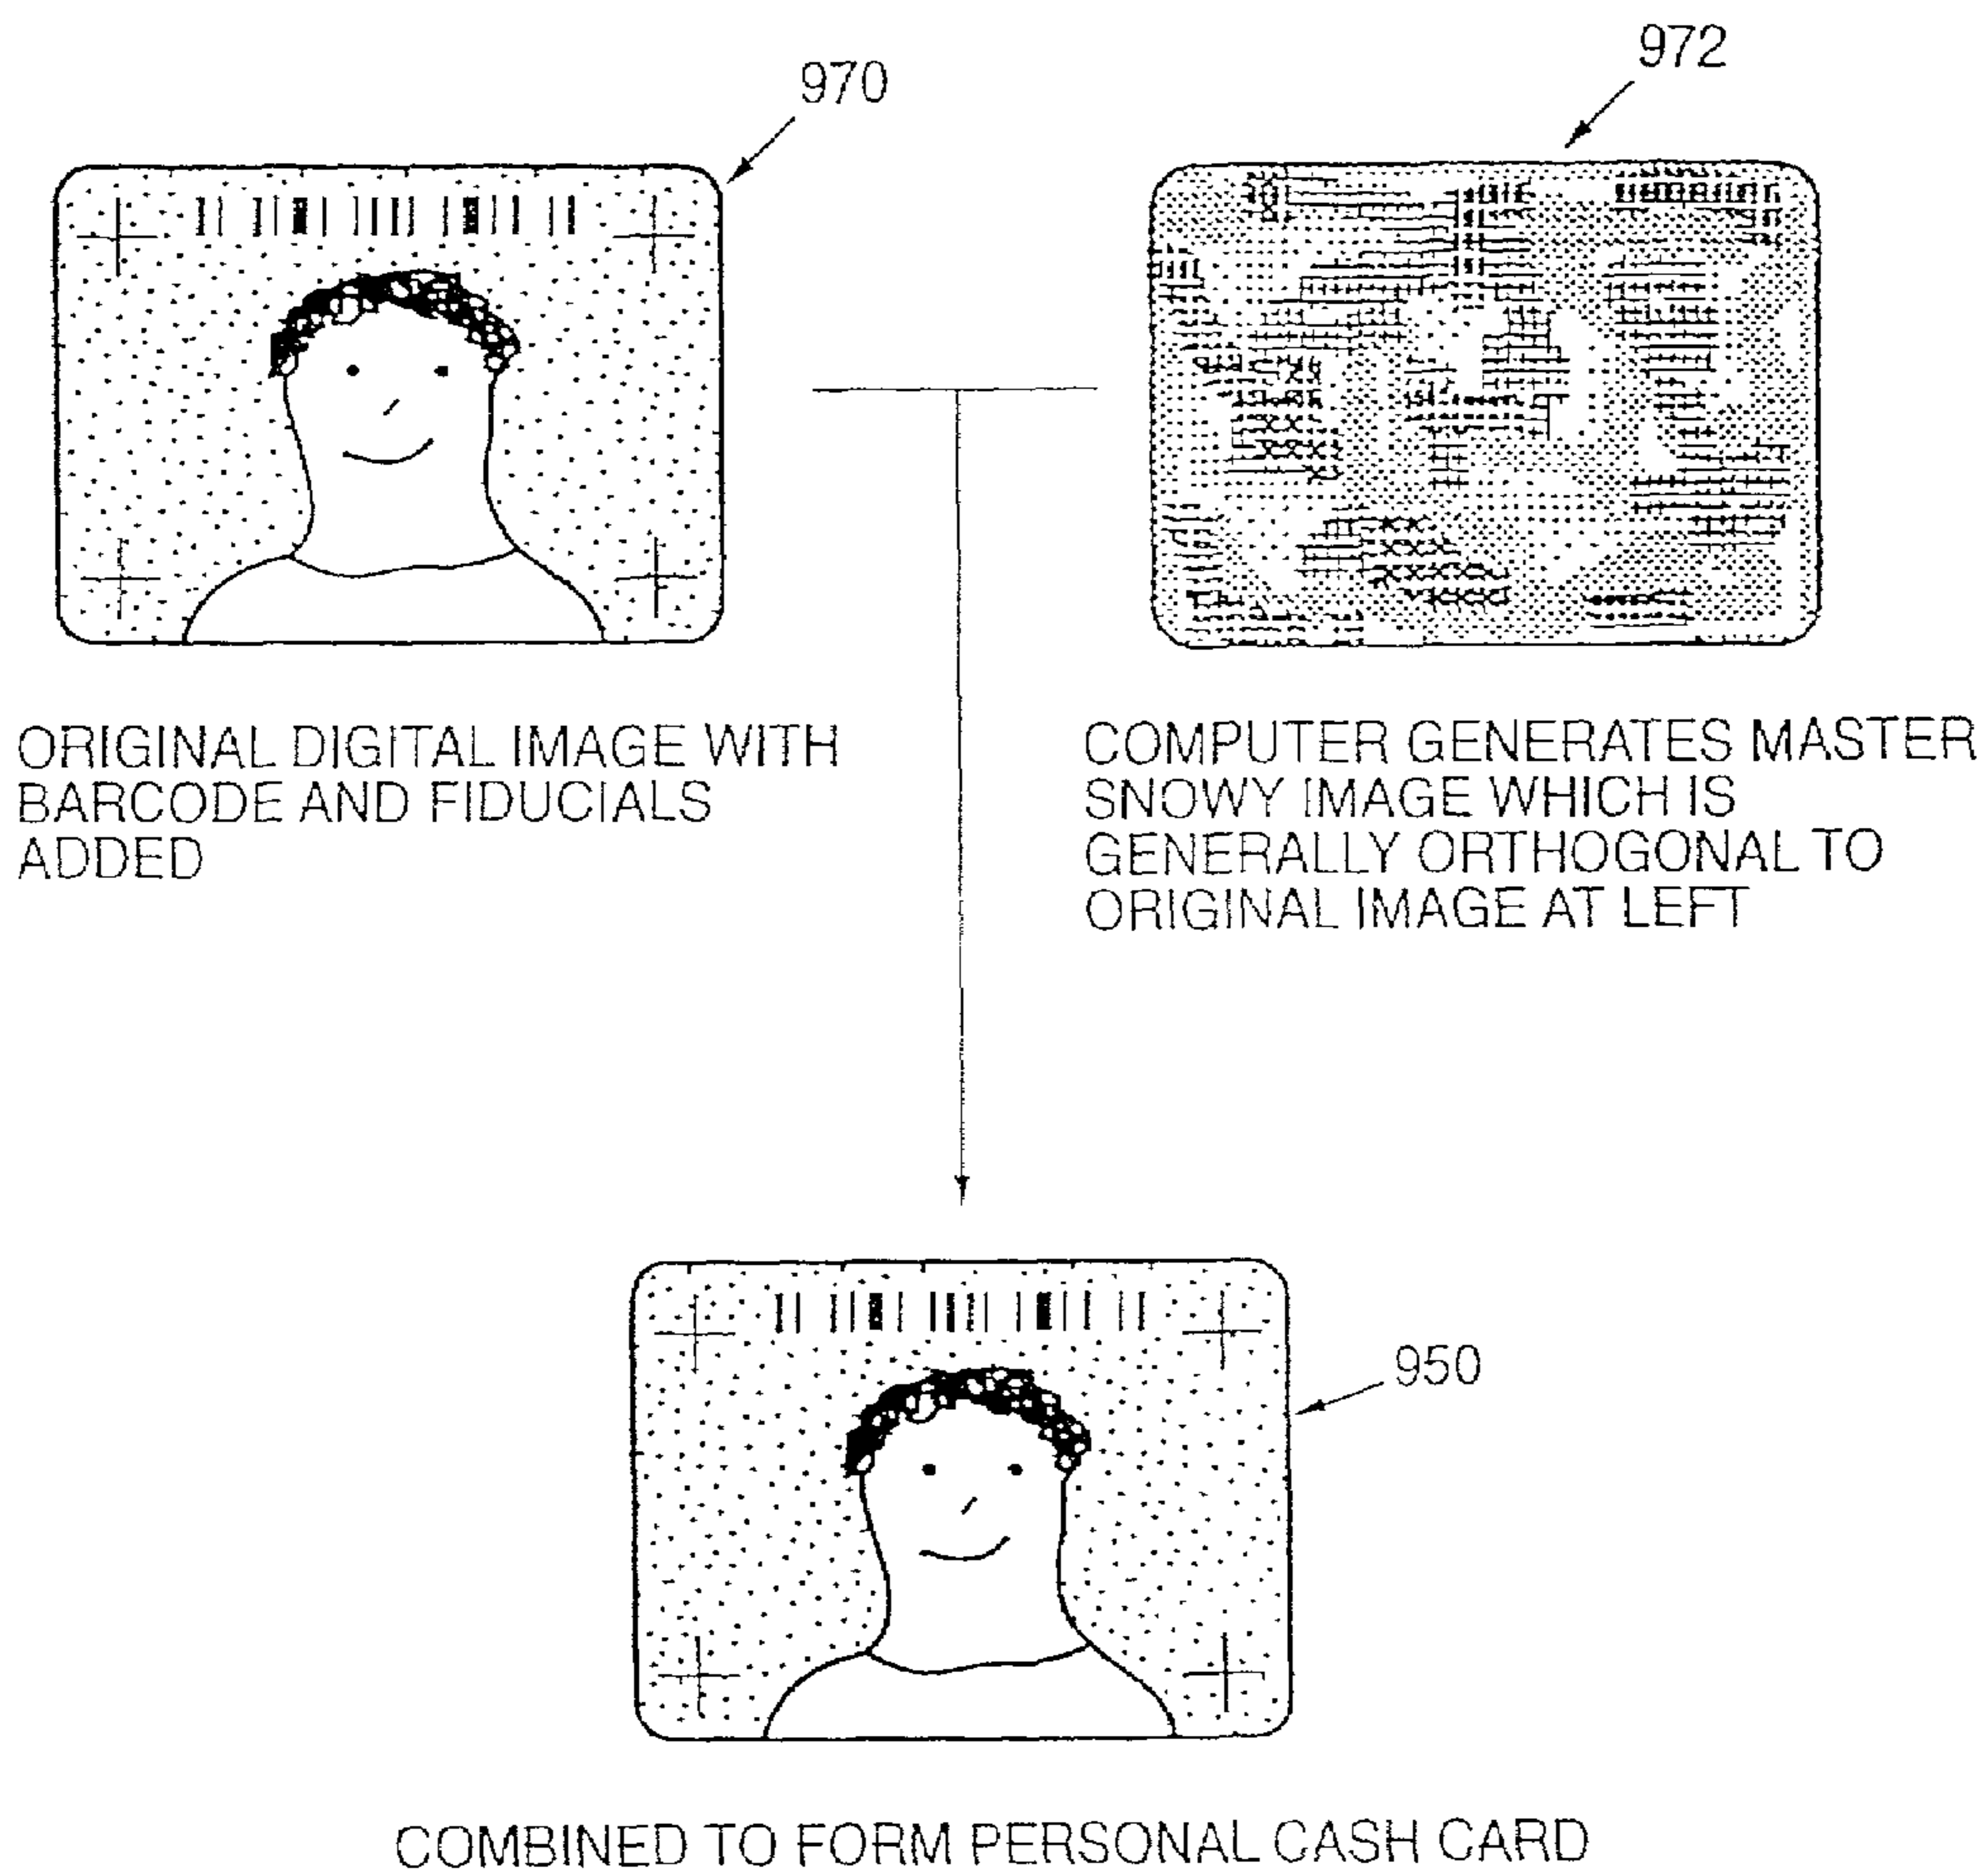 970
972
ORIGINAL DIGITAL IMAGE WITH
BARCODE AND FIDUCIALS
ADDED
COMPUTER GENERATES MASTER
SNOWY IMAGE WHICH IS
GENERALLY ORTHOGONAL TO
ORIGINAL IMAGE AT LEFT
950
COMBINED TO FORM PERSONAL CASH CARD